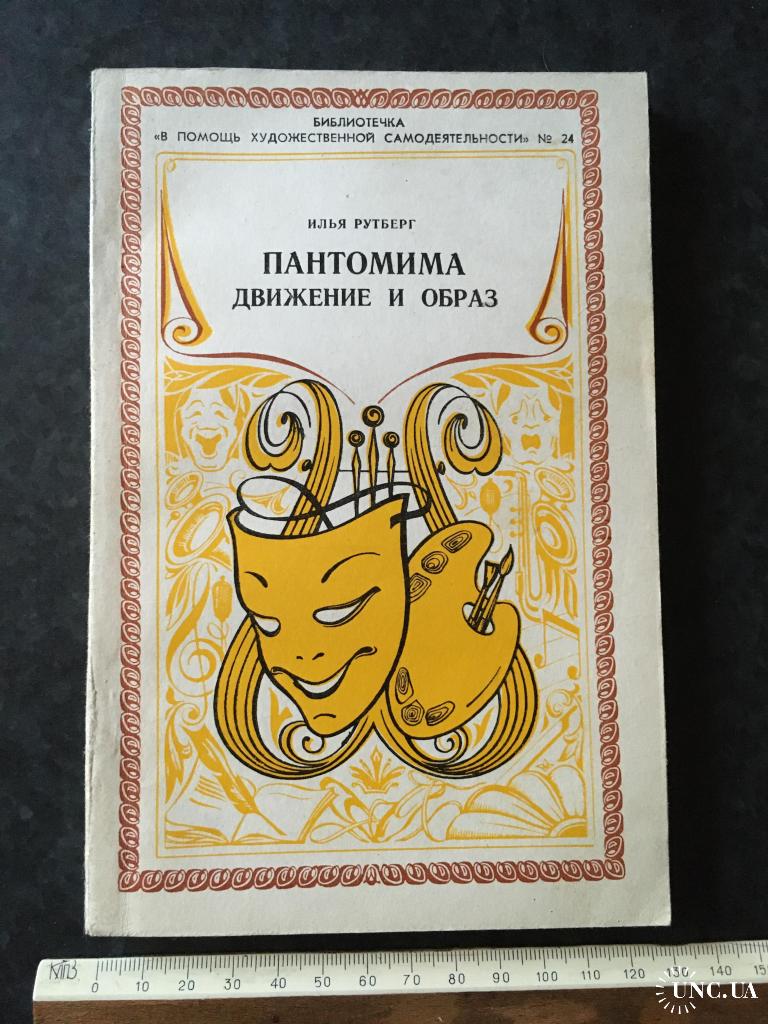 БИБЛИОТЕЧКА
«В ПОМОЩЬ ХУДОЖЕСТВЕННОЙ САМОДЕЯТЕЛЬНОСТИ» № 24
ИЛЬЯ РУТБЕРГ
ПАНТОМИМА
ДВИЖЕНИЕ И ОБРАЗ
0 10 20 30 40 50 60 70 80 90 100 110 120 130 140 15
UNC.UA